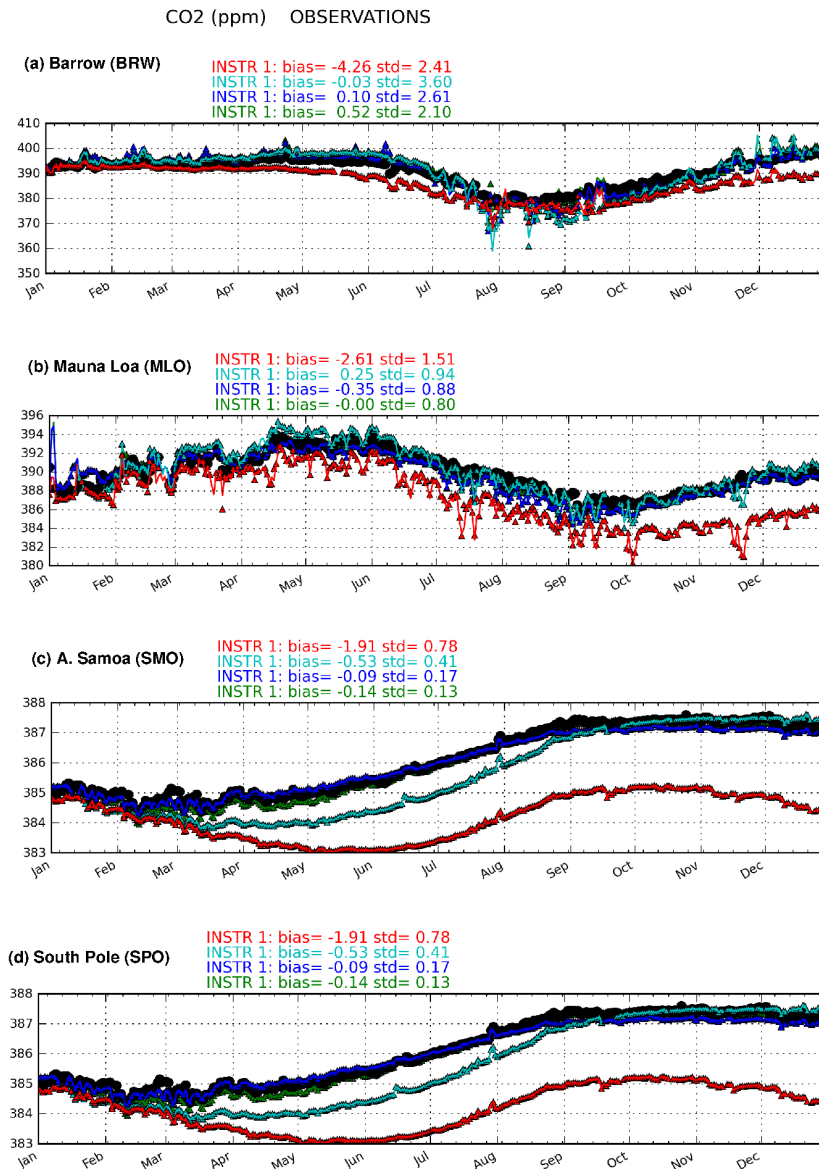 CO2 (ppm) OBSERVATIONS
(a) Barrow (BRW)
INSTR 1: bias= -4.26 std= 2.41
INSTR 1: bias= -0.03 std= 3.60
INSTR 1: bias= 0.10 std= 2.61
INSTR 1: bias= 0.52 std= 2.10
410
400
390
380
370
360
350
Jan Feb Mar Apr May Jun Jul Aug Sep Oct Nov Dec
(b) Mauna Loa (MLO)
INSTR 1: bias= -2.61 std= 1.51
INSTR 1: bias= 0.25 std= 0.94
INSTR 1: bias= -0.35 std= 0.88
INSTR 1: bias= -0.00 std= 0.80
396
394
392
390
388
386
384
382
380
Jan Feb Mar Apr May Jun Jul Aug Sep Oct Nov Dec
(c) A. Samoa (SMO)
INSTR 1: bias= -1.91 std= 0.78
INSTR 1: bias= -0.53 std= 0.41
INSTR 1: bias= -0.09 std= 0.17
INSTR 1: bias= -0.14 std= 0.13
388
387
386
385
384
383
Jan Feb Mar Apr May Jun Jul Aug Sep Oct Nov Dec
(d) South Pole (SPO)
INSTR 1: bias= -1.91 std= 0.78
INSTR 1: bias= -0.53 std= 0.41
INSTR 1: bias= -0.09 std= 0.17
INSTR 1: bias= -0.14 std= 0.13
388
387
386
385
384
383
Jan Feb Mar Apr May Jun Jul Aug Sep Oct Nov Dec